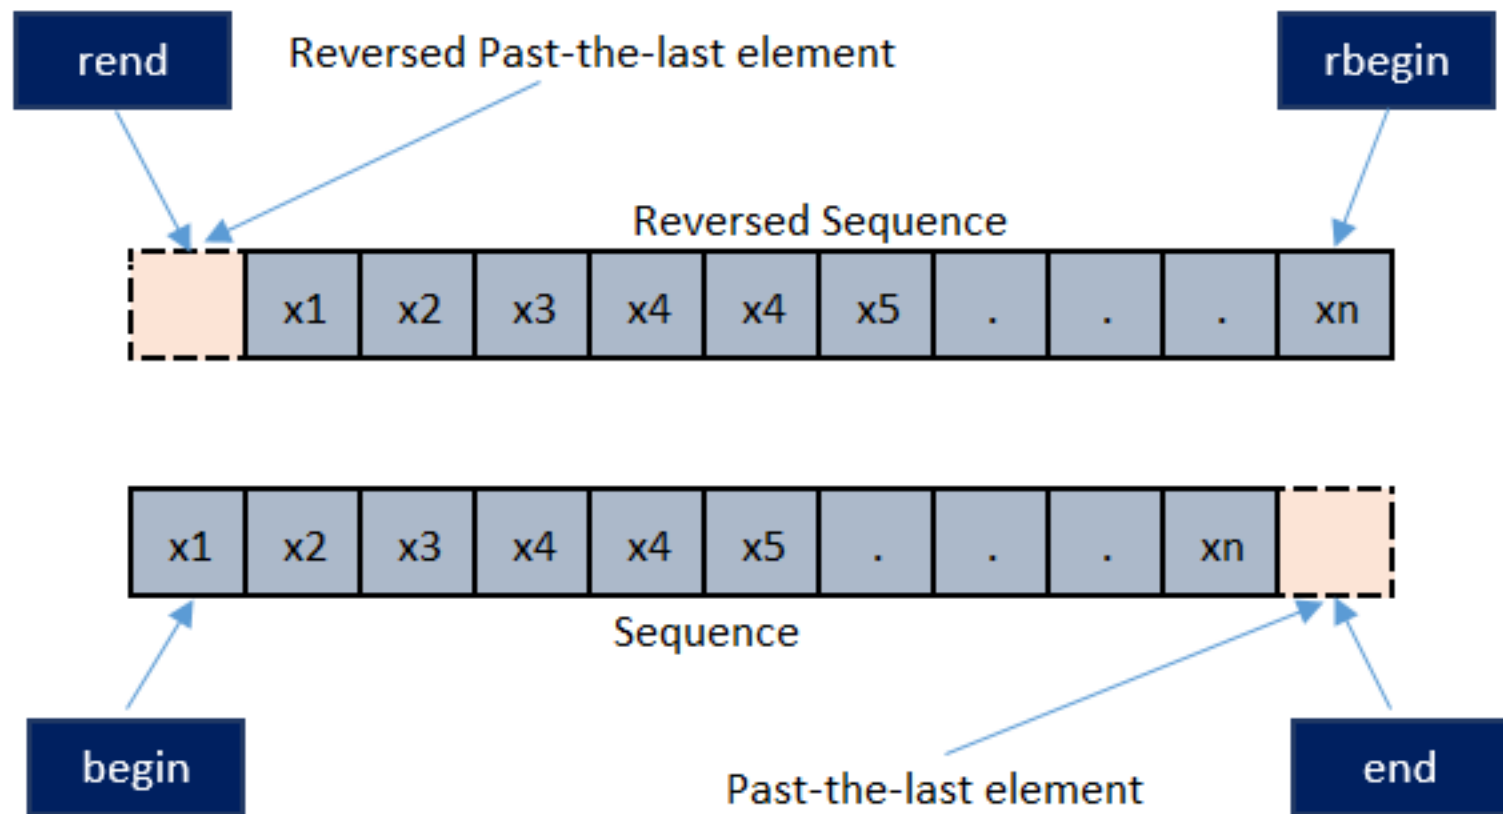 rend
Reversed Past-the-last element
rbegin
Reversed Sequence
x1 x2 x3 x4 x4 x5 . . . xn
x1 x2 x3 x4 x4 x5 . . . xn
Sequence
begin
Past-the-last element
end